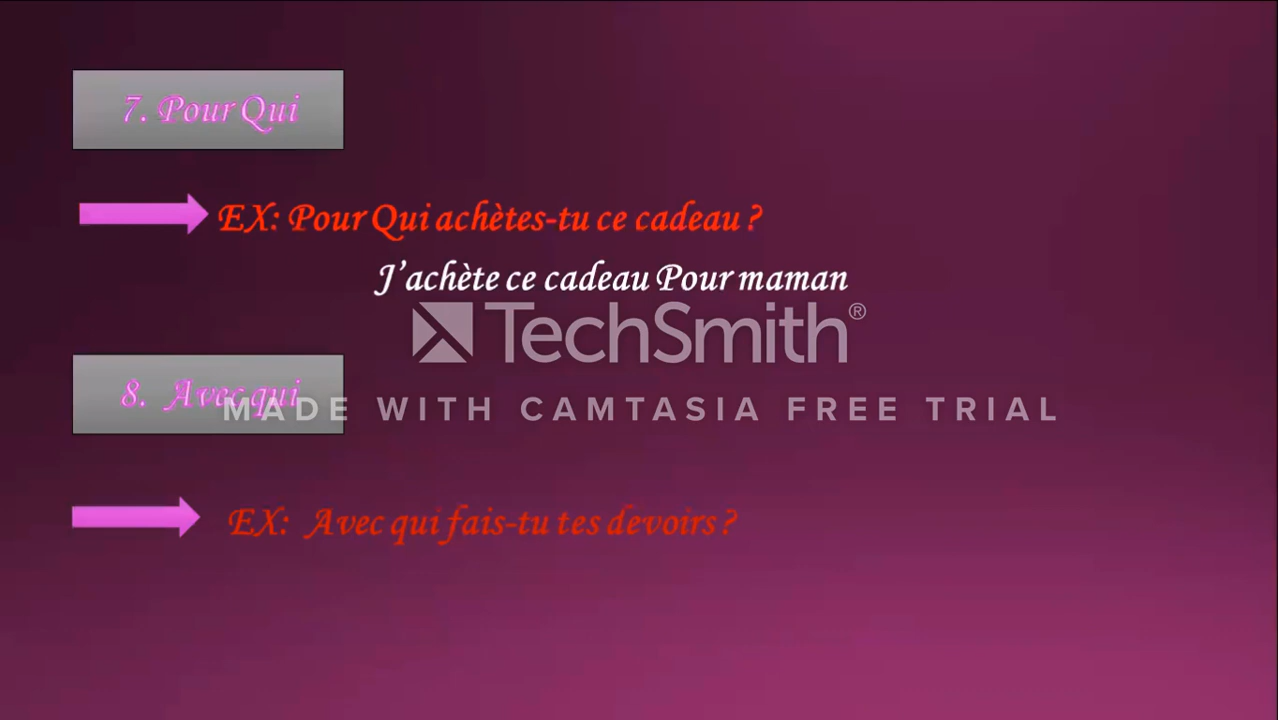 7. Pour Qui
EX: Pour Qui achètes-tu ce cadeau ?
J’achète ce cadeau Pour maman
TechSmith®
8. Avec qui
MADE WITH CAMTASIA FREE TRIAL
EX: Avec qui fais-tu tes devoirs ?